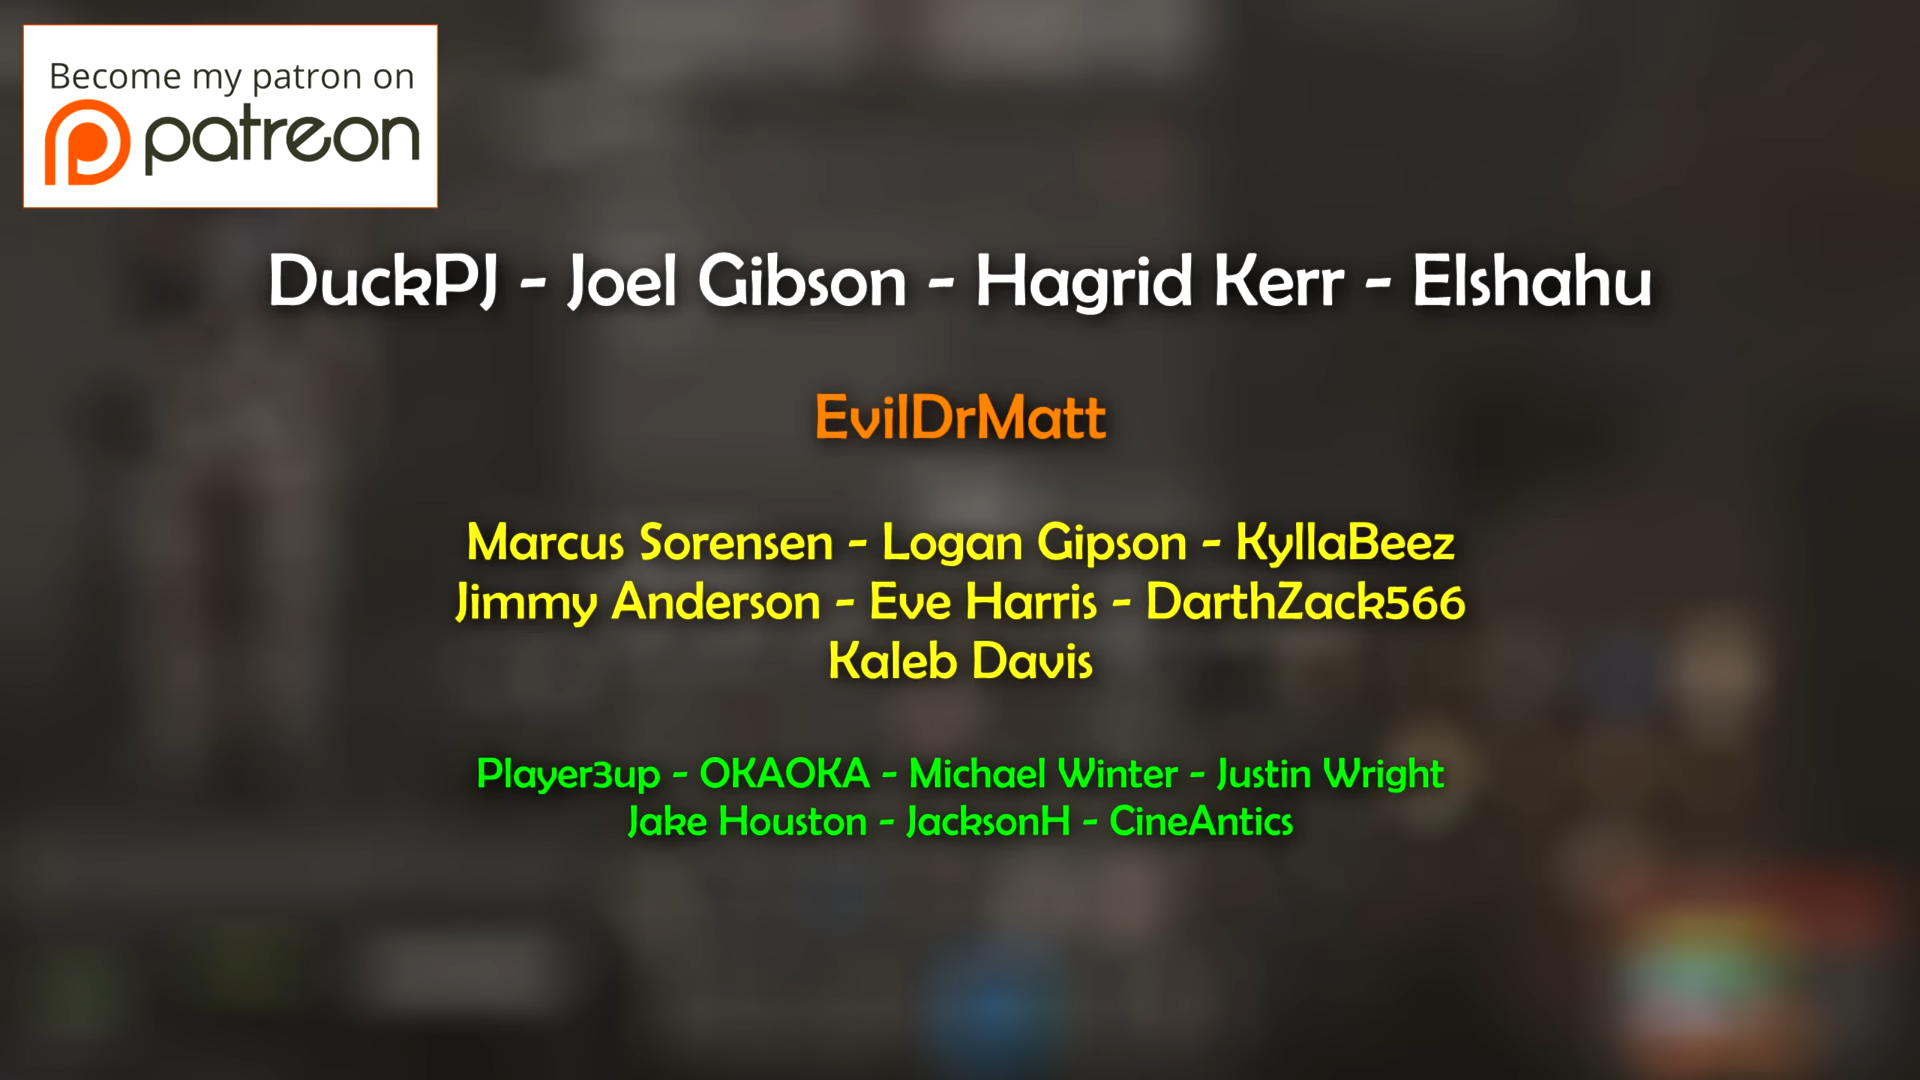 Become my patron on
patreon
DuckPJ - Joel Gibson - Hagrid Kerr - Elshahu
EvilDrMatt
Marcus Sorensen - Logan Gipson - KyllaBeez
Jimmy Anderson - Eve Harris - DarthZack566
Kaleb Davis
Player3up - OKAOKA - Michael Winter - Justin Wright
Jake Houston - JacksonH - CineAntics